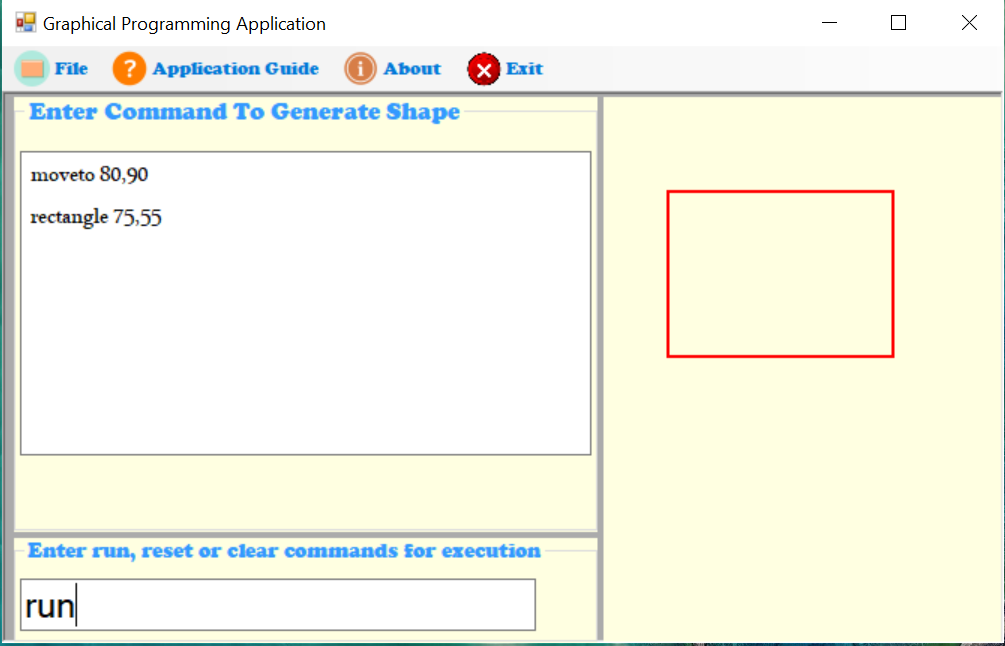 Graphical Programming Application
File Application Guide About Exit
Enter Command To Generate Shape
moveto 80,90
rectangle 75,55
Enter run, reset or clear commands for execution
run